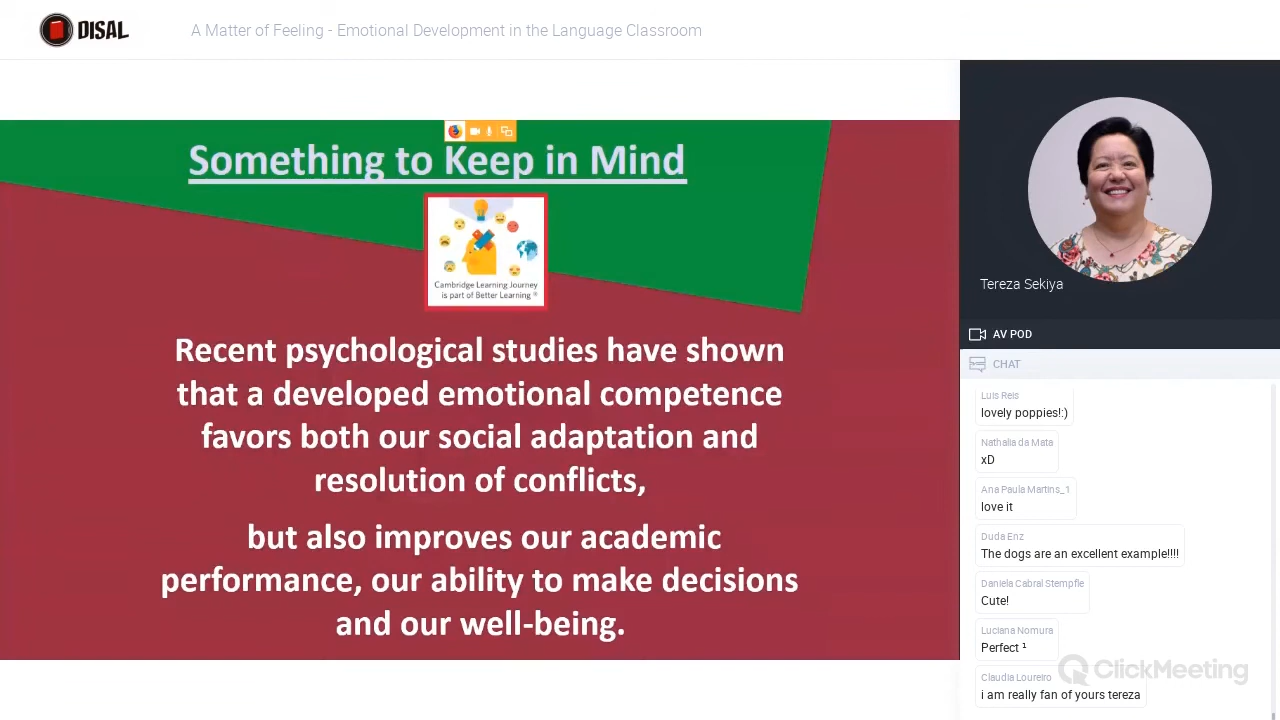 DISAL
A Matter of Feeling - Emotional Development in the Language Classroom
Something to Keep in Mind
Cambridge Learning Journey
is part of Better Learning ®
Recent psychological studies have shown
that a developed emotional competence
favors both our social adaptation and
resolution of conflicts,
but also improves our academic
performance, our ability to make decisions
and our well-being.
Tereza Sekiya
AV POD
CHAT
Luis Reis
lovely poppies!:)
Nathalia da Mata
xD
Ana Paula Martins_1
love it
Duda Enz
The dogs are an excellent example!!!!
Daniela Cabral Stempfle
Cute!
Luciana Nomura
Perfect ¹
Claudia Loureiro
i am really fan of yours tereza
ClickMeeting